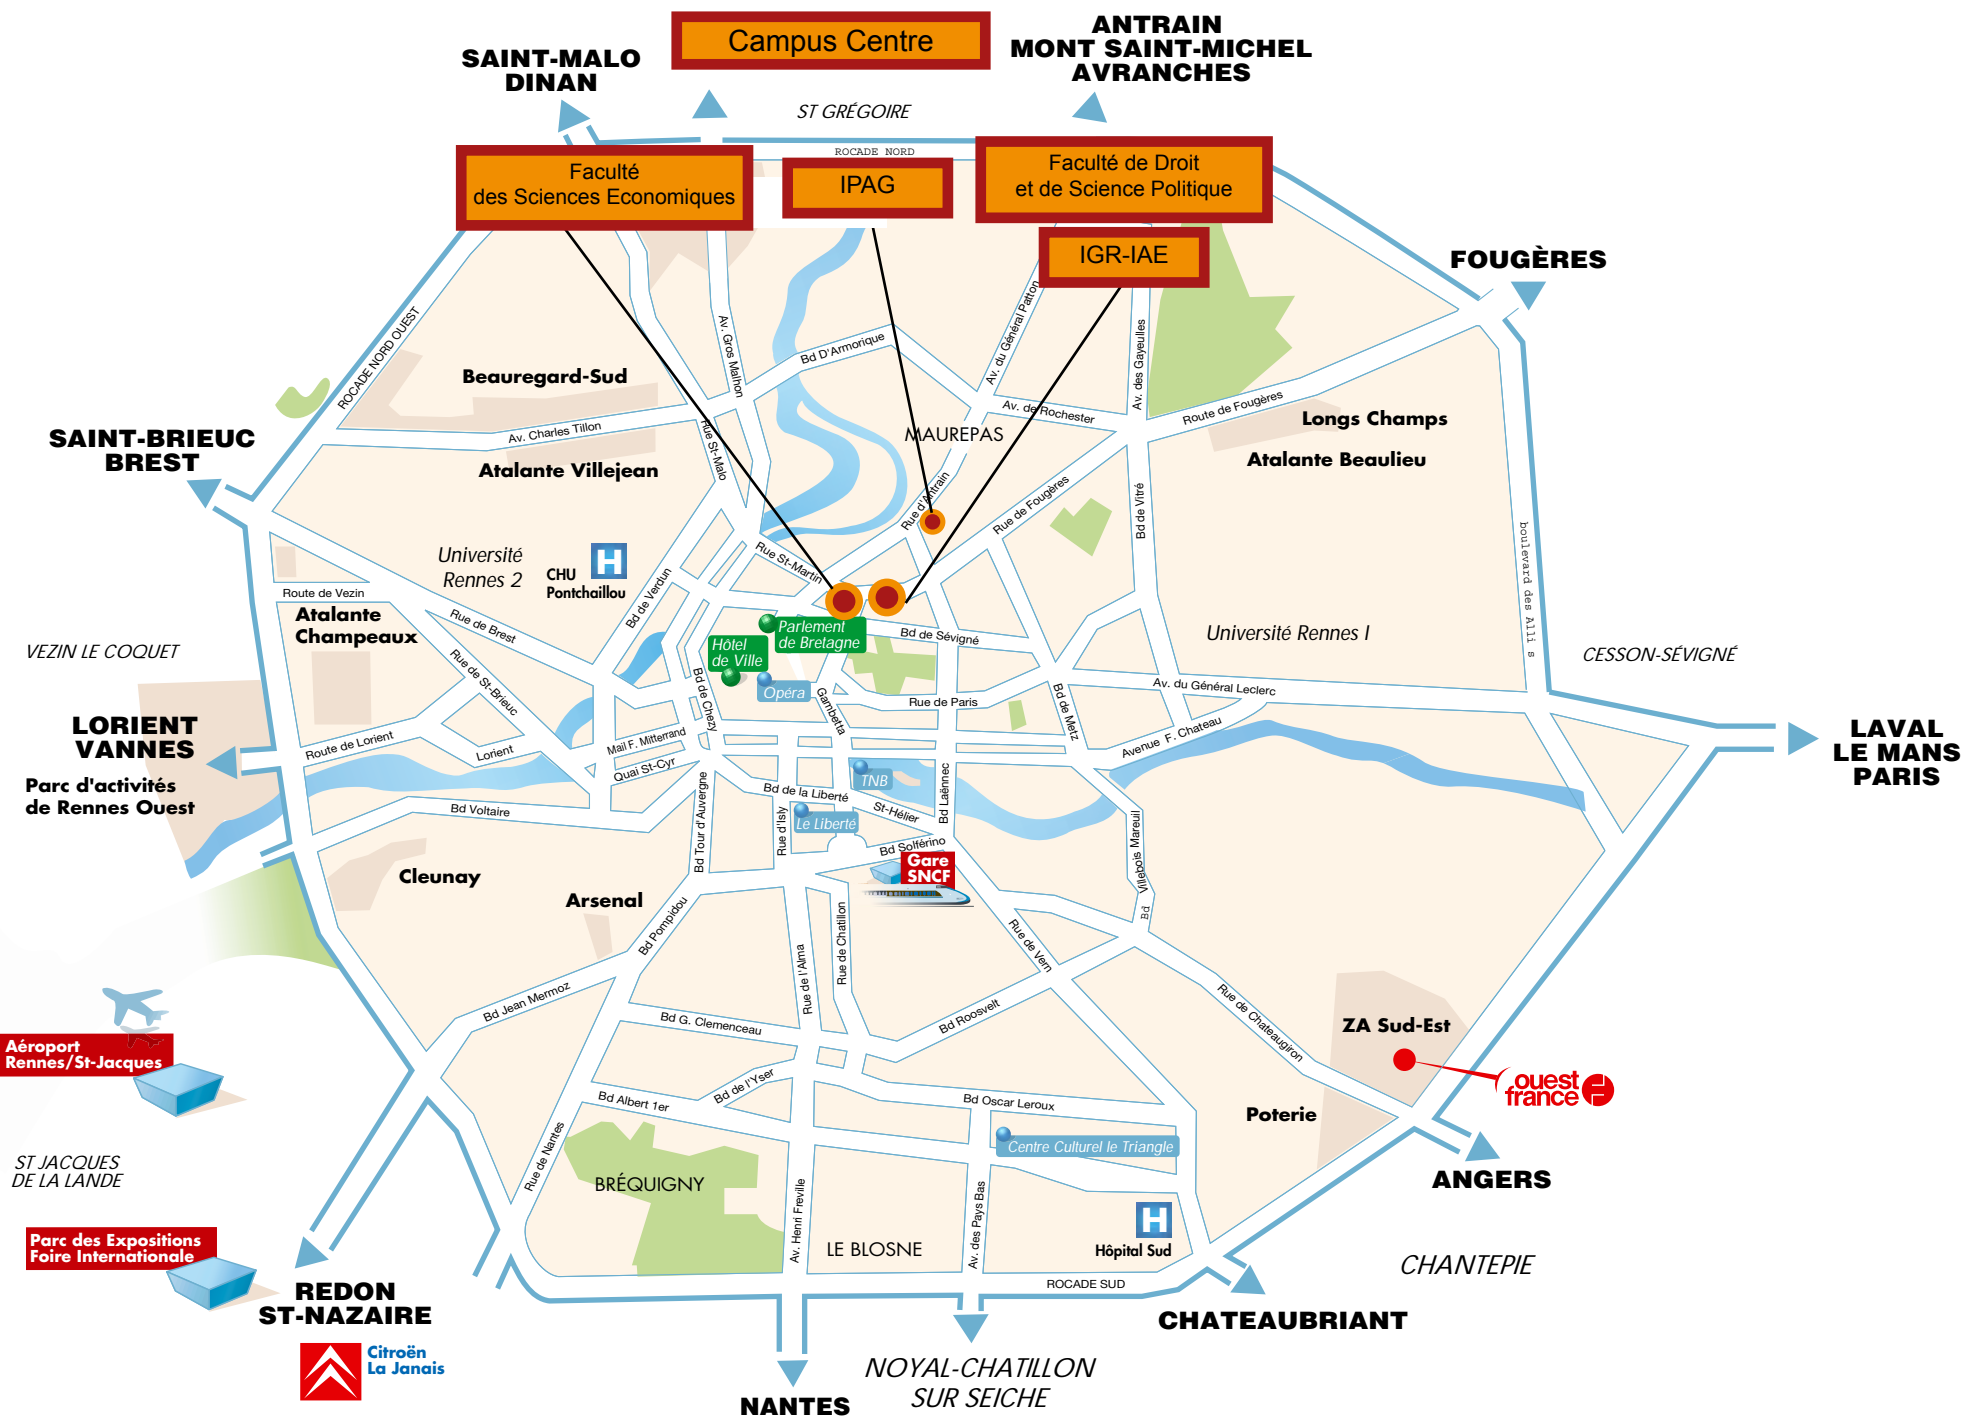 Campus Centre
ANTRAIN
MONT SAINT-MICHEL
AVRANCHES
SAINT-MALO
DINAN
ST GRÉGOIRE
ROCADE NORD
Faculté
des Sciences Economiques
IPAG
Faculté de Droit
et de Science Politique
IGR-IAE
FOUGÈRES
ROCADE NORD OUEST
Av. Gros Malhon
Bd D'Armorique
Av. du Général Patton
Av. des Gayeulles
Beauregard-Sud
Av. de Rochester
Route de Fougères
Longs Champs
Av. Charles Tillon
Rue St-Malo
MAUREPAS
SAINT-BRIEUC
BREST
Atalante Villejean
Atalante Beaulieu
Rue d'Antrain
Rue de Fougères
Bd de Vitré
boulevard des Alli s
Université
Rennes 2
CHU
Pontchaillou
H
Rue St-Martin
Bd de Verdun
Route de Vezin
Atalante
Champeaux
Rue de Brest
Parlement
de Bretagne
Bd de Sévigné
Université Rennes I
VEZIN LE COQUET
Hôtel
de Ville
CESSON-SÉVIGNÉ
Rue de St-Brieuc
Bd de Chezy
Opéra
Gambetta
Rue de Paris
Bd de Metz
Av. du Général Leclerc
LORIENT
VANNES
Route de Lorient
Lorient
Mail F. Mitterrand
Quai St-Cyr
Avenue F. Chateau
LAVAL
LE MANS
PARIS
Parc d'activités
de Rennes Ouest
Bd Voltaire
Bd Tour d'Auvergne
Bd de la Liberté
TNB
St-Hélier
Bd Laënnec
Rue d'Isly
Le Liberté
Bd Solférino
Bd Villebois Mareuil
Gare
SNCF
Cleunay
Arsenal
Bd Pompidou
Rue de l'Alma
Rue de Chatillon
Rue de Vern
Bd Jean Mermoz
Bd G. Clemenceau
Bd Roosvelt
Rue de Chateaugiron
ZA Sud-Est
Aéroport
Rennes/St-Jacques
ouest
france
Bd de l'Yser
Bd Albert 1er
Bd Oscar Leroux
Poterie
Rue de Nantes
Centre Culturel le Triangle
ST JACQUES
DE LA LANDE
BRÉQUIGNY
ANGERS
Av. Henri Freville
Av. des Pays Bas
H
Hôpital Sud
Parc des Expositions
Foire Internationale
LE BLOSNE
CHANTEPIE
ROCADE SUD
REDON
ST-NAZAIRE
CHATEAUBRIANT
Citroën
La Janais
NOYAL-CHATILLON
SUR SEICHE
NANTES